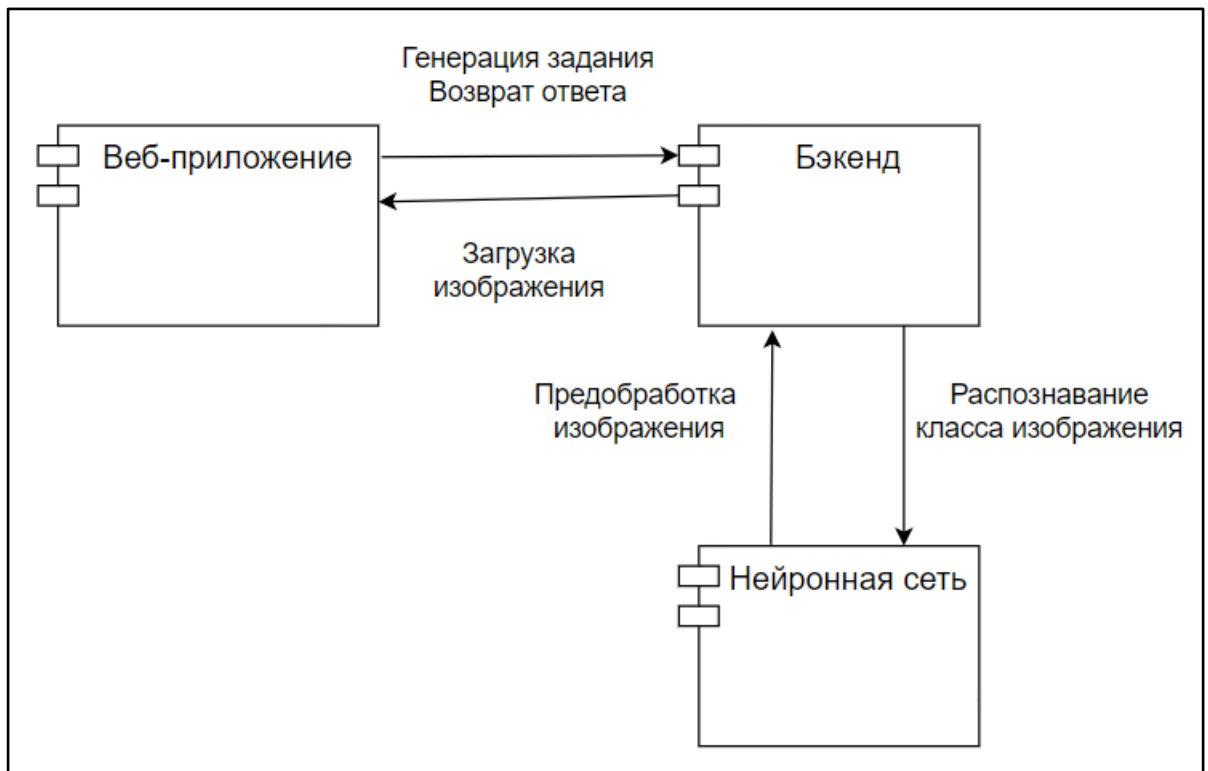 Генерация задания
Возврат ответа
Веб-приложение
Бэкенд
Загрузка
изображения
Предобработка
изображения
Распознавание
класса изображения
Нейронная сеть